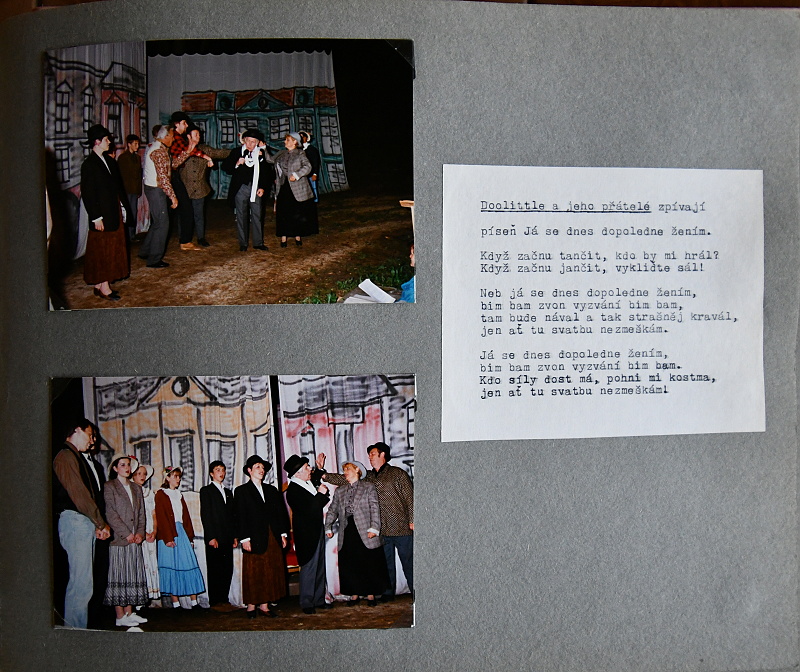 Doolittle a jeho přátelé zpívají
píseň Já se dnes dopoledne žením.
Když začnu tančit, kdo by mi hrál?
Když začnu jančit, vykliďte sál!
Neb já se dnes dopoledne žením,
bim bam zvon vyzvání bim bam,
tam bude nával a tak strašnéj kravál,
jen ať tu svatbu nezmeškám.
Já se dnes dopoledne žením,
bim bam zvon vyzvání bim bam.
Kdo síly dost má, pohni mi kostma,
jen ať tu svatbu nezmeškám!